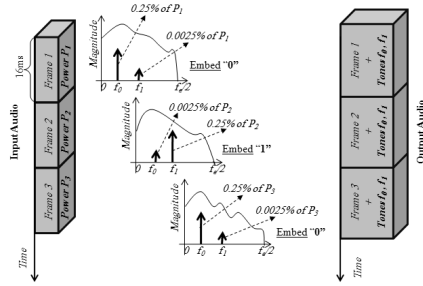 Input Audio
16ms
Frame 1
Power P1
Frame 2
Power P2
Frame 3
Power P3
Time
Magnitude
0.25% of P1
0.0025% of P1
Embed “0”
0 f0 f1 fs/2
Magnitude
0.0025% of P2
0.25% of P2
Embed “1”
0 f0 f1 fs/2
Magnitude
0.25% of P3
0.0025% of P3
Embed “0”
0 f0 f1 fs/2
Frame 1
+
Tones f0, f1
Frame 2
+
Tones f0, f1
Frame 3
+
Tones f0, f1
Output Audio
Time